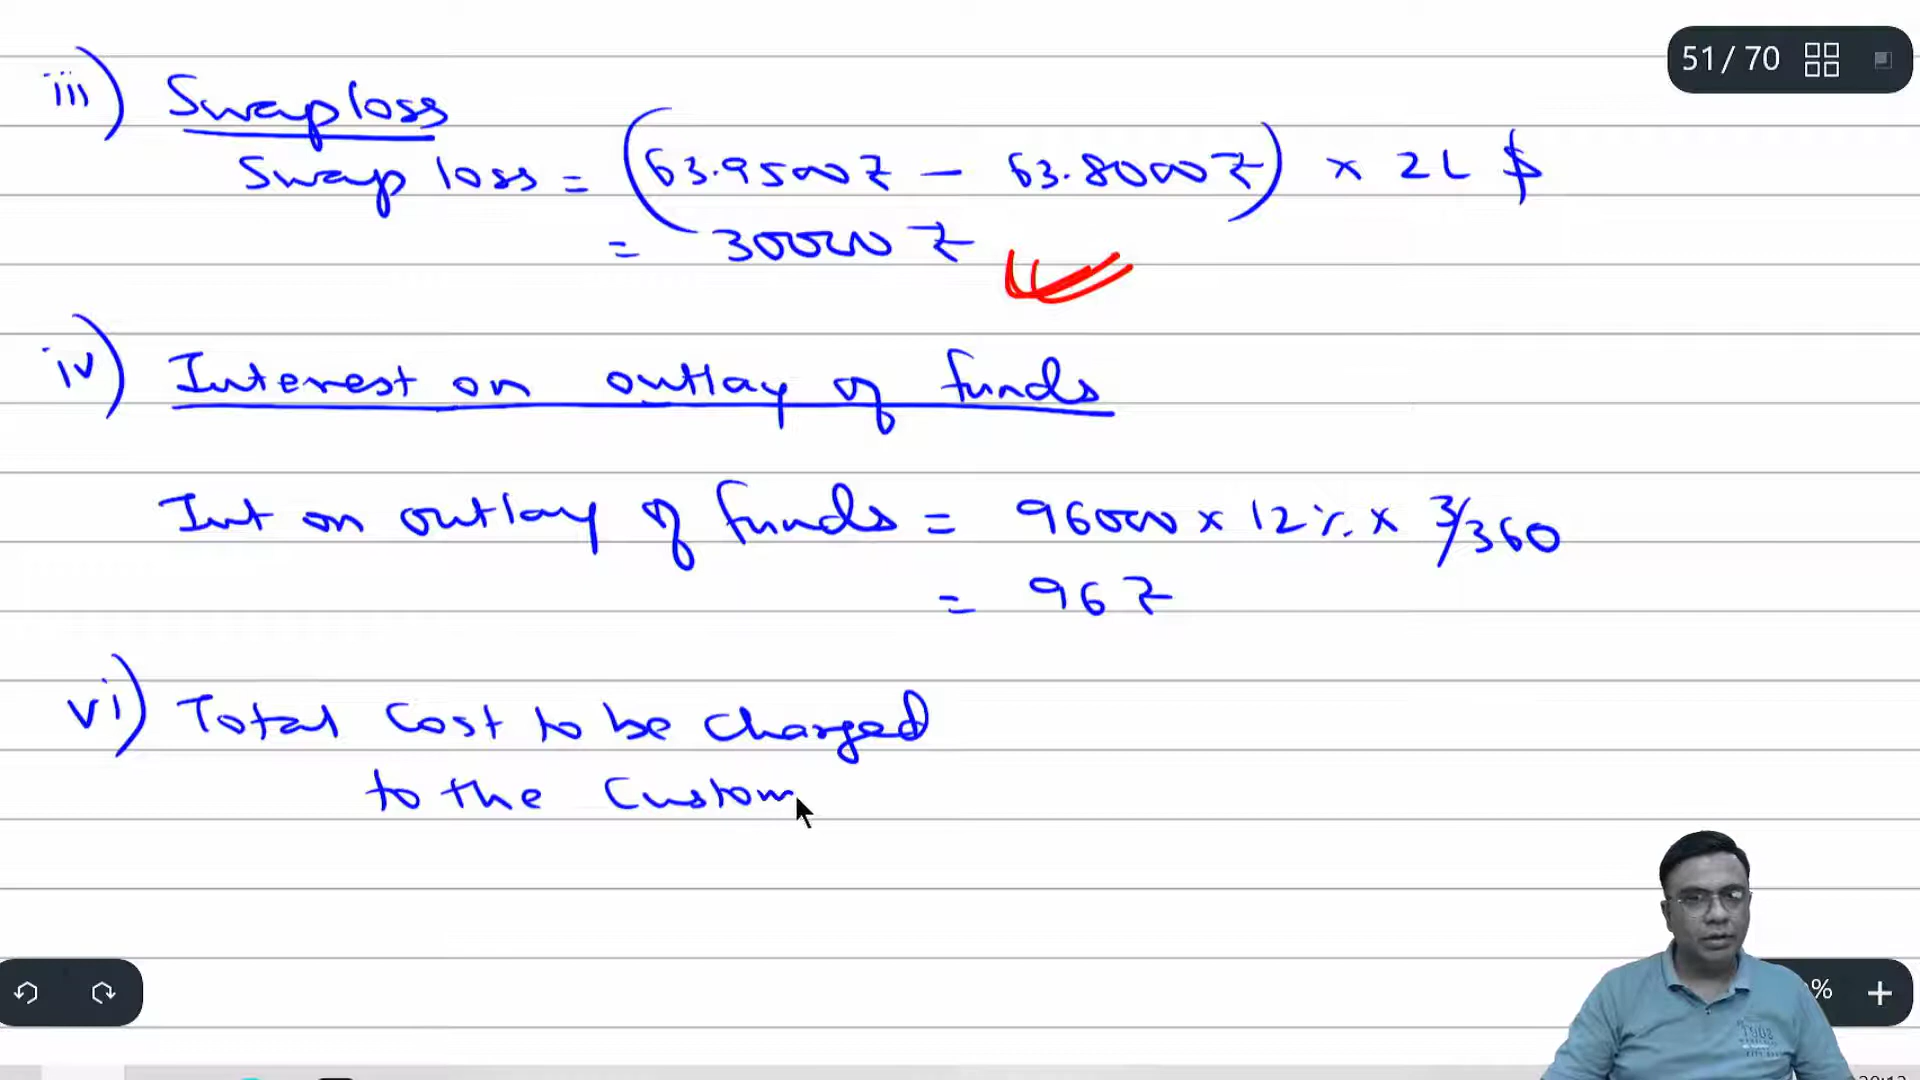 51 / 70
iii) Swap loss
Swap loss = (63.9500₹ - 63.8000₹) x 2L $
= 30000 ₹
iv) Interest on outlay of funds
Int on outlay of funds = 96000 x 12% x 3/360
= 96 ₹
vi) Total Cost to be charged
to the Custom
%